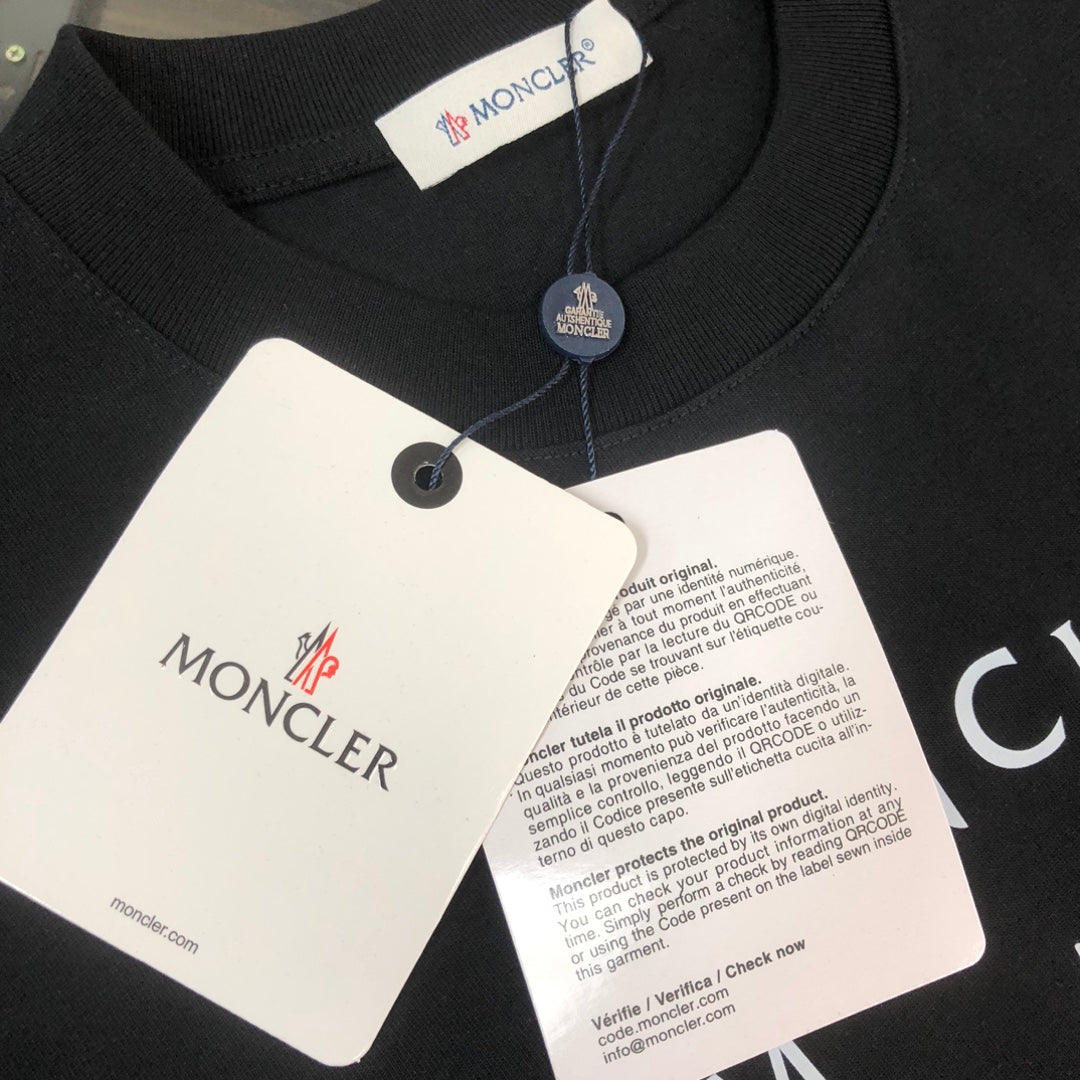 MONCLER®
GARANTIE
AUTSHENTIQUE
MONCLER
MONCLER
moncler.com
oduit original.
par une identité numérique.
à tout moment l'authenticité,
rovenance du produit en effectuant
ntrôle par la lecture du QRCODE ou
du Code se trouvant sur l'étiquette cou-
térieur de cette pièce.
ncler tutela il prodotto originale.
Questo prodotto è tutelato da un'identità digitale.
In qualsiasi momento può verificare l'autenticità, la
qualità e la provenienza del prodotto facendo un
semplice controllo, leggendo il QRCODE o utiliz-
zando il Codice presente sull'etichetta cucita all'in-
terno di questo capo.
Moncler protects the original product.
This product is protected by its own digital identity.
You can check your product information at any
time. Simply perform a check by reading QRCODE
or using the Code present on the label sewn inside
this garment.
Vérifie / Verifica / Check now
code.moncler.com
info@moncler.com